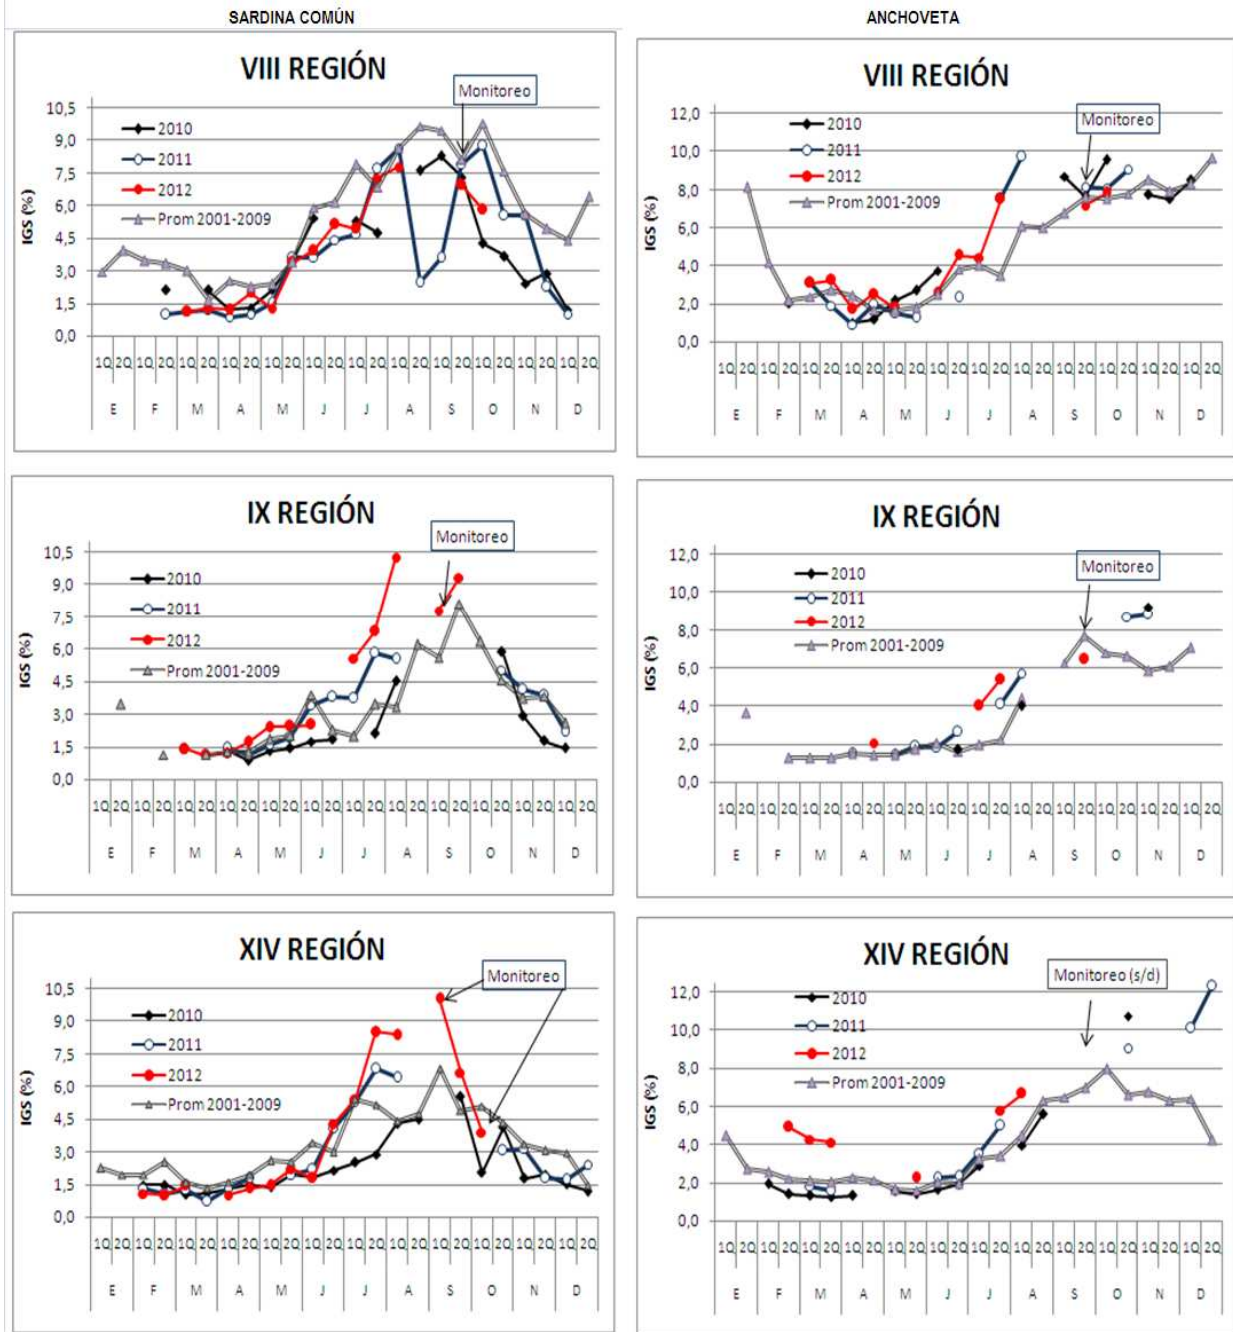 SARDINA COMÚN
ANCHOVETA
VIII REGIÓN
Monitoreo
IGS (%)
10,5
9,0
7,5
6,0
4,5
3,0
1,5
0,0
2010
2011
2012
Prom 2001-2009
1Q 2Q 1Q 2Q 1Q 2Q 1Q 2Q 1Q 2Q 1Q 2Q 1Q 2Q 1Q 2Q 1Q 2Q 1Q 2Q 1Q 2Q 1Q 2Q
E F M A M J J A S O N D
VIII REGIÓN
Monitoreo
IGS (%)
12,0
10,0
8,0
6,0
4,0
2,0
0,0
2010
2011
2012
Prom 2001-2009
1Q 2Q 1Q 2Q 1Q 2Q 1Q 2Q 1Q 2Q 1Q 2Q 1Q 2Q 1Q 2Q 1Q 2Q 1Q 2Q 1Q 2Q 1Q 2Q
E F M A M J J A S O N D
IX REGIÓN
Monitoreo
IGS (%)
10,5
9,0
7,5
6,0
4,5
3,0
1,5
0,0
2010
2011
2012
Prom 2001-2009
1Q 2Q 1Q 2Q 1Q 2Q 1Q 2Q 1Q 2Q 1Q 2Q 1Q 2Q 1Q 2Q 1Q 2Q 1Q 2Q 1Q 2Q 1Q 2Q
E F M A M J J A S O N D
IX REGIÓN
Monitoreo
IGS (%)
12,0
10,0
8,0
6,0
4,0
2,0
0,0
2010
2011
2012
Prom 2001-2009
1Q 2Q 1Q 2Q 1Q 2Q 1Q 2Q 1Q 2Q 1Q 2Q 1Q 2Q 1Q 2Q 1Q 2Q 1Q 2Q 1Q 2Q 1Q 2Q
E F M A M J J A S O N D
XIV REGIÓN
Monitoreo
IGS (%)
10,5
9,0
7,5
6,0
4,5
3,0
1,5
0,0
2010
2011
2012
Prom 2001-2009
1Q 2Q 1Q 2Q 1Q 2Q 1Q 2Q 1Q 2Q 1Q 2Q 1Q 2Q 1Q 2Q 1Q 2Q 1Q 2Q 1Q 2Q 1Q 2Q
E F M A M J J A S O N D
XIV REGIÓN
Monitoreo (s/d)
IGS (%)
12,0
10,0
8,0
6,0
4,0
2,0
0,0
2010
2011
2012
Prom 2001-2009
1Q 2Q 1Q 2Q 1Q 2Q 1Q 2Q 1Q 2Q 1Q 2Q 1Q 2Q 1Q 2Q 1Q 2Q 1Q 2Q 1Q 2Q 1Q 2Q
E F M A M J J A S O N D